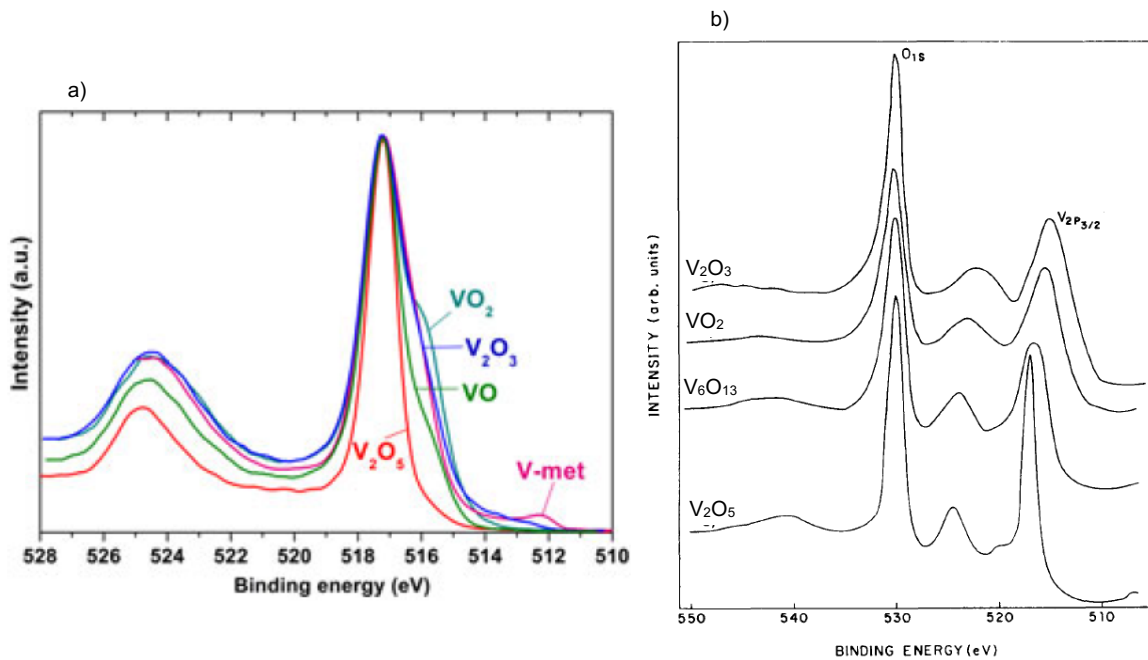 a)
Intensity (a.u.)
VO₂
V₂O₃
VO
V₂O₅
V-met
528 526 524 522 520 518 516 514 512 510
Binding energy (eV)
b)
O1s
V2P3/2
INTENSITY (arb. units)
V₂O₃
VO₂
V₆O₁₃
V₂O₅
550 540 530 520 510
BINDING ENERGY (eV)